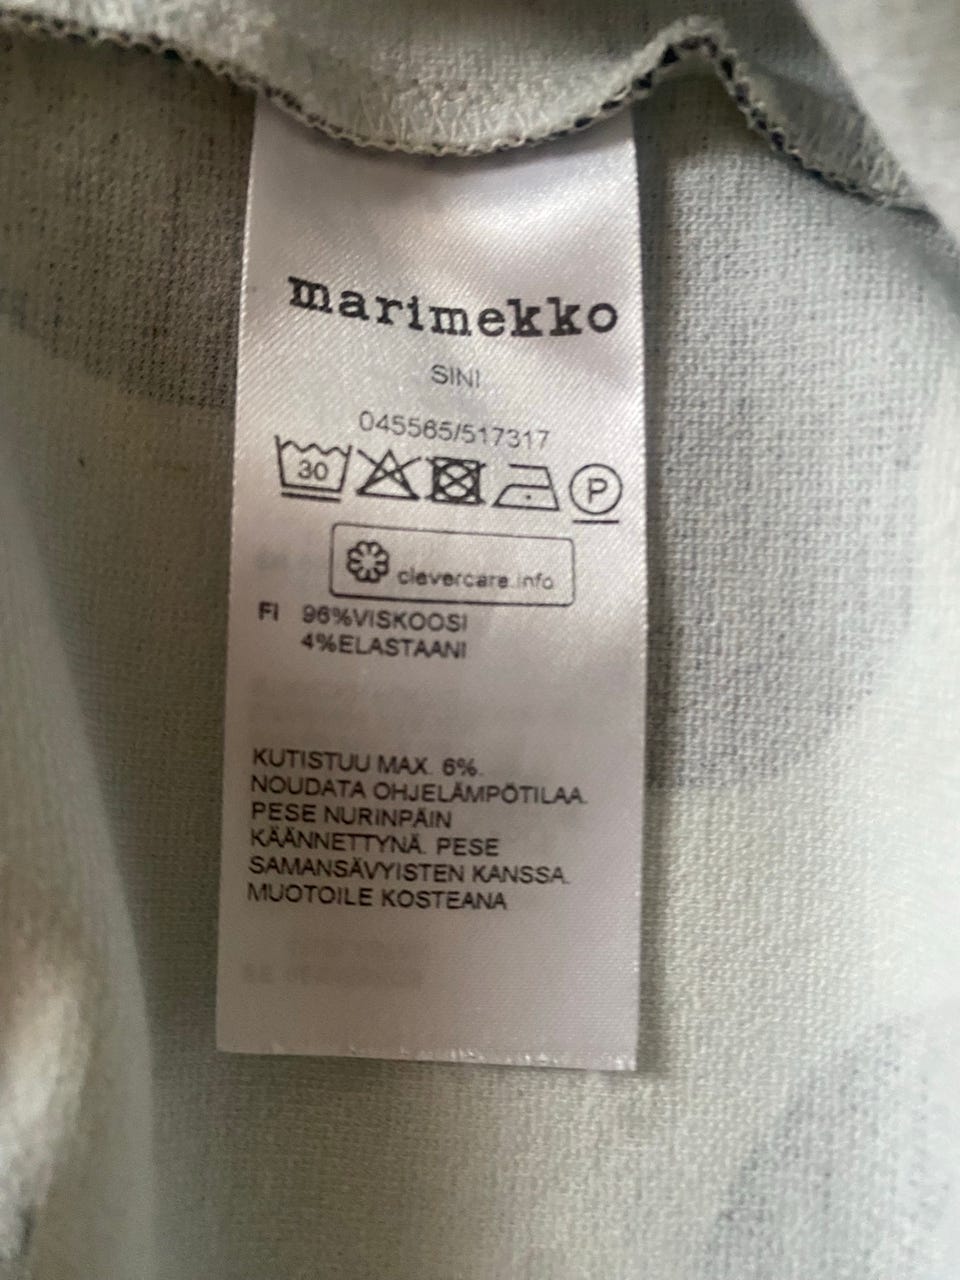 marimekko
SINI
045565/517317
30 P
clevercare.info
FI 96%VISKOOSI
4%ELASTAANI
KUTISTUU MAX. 6%.
NOUDATA OHJELÄMPÖTILAA.
PESE NURINPÄIN
KÄÄNNETTYNÄ. PESE
SAMANSÄVYISTEN KANSSA.
MUOTOILE KOSTEANA